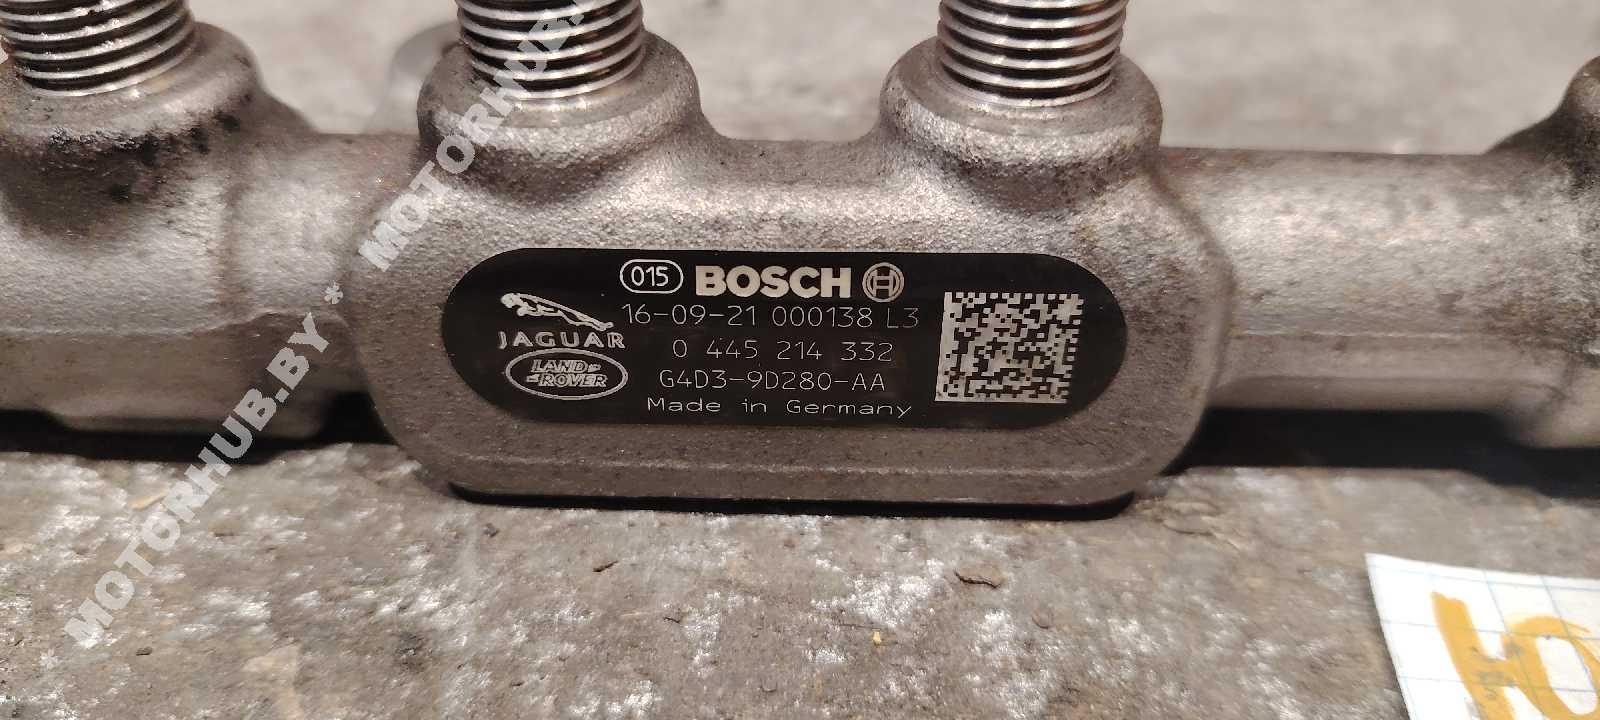 015 BOSCH
16-09-21 000138 L3
JAGUAR
0 445 214 332
LAND-
-ROVER
G4D3-9D280-AA
Made in Germany
* MOTORHUB.BY * MOTORHUB.
Ю